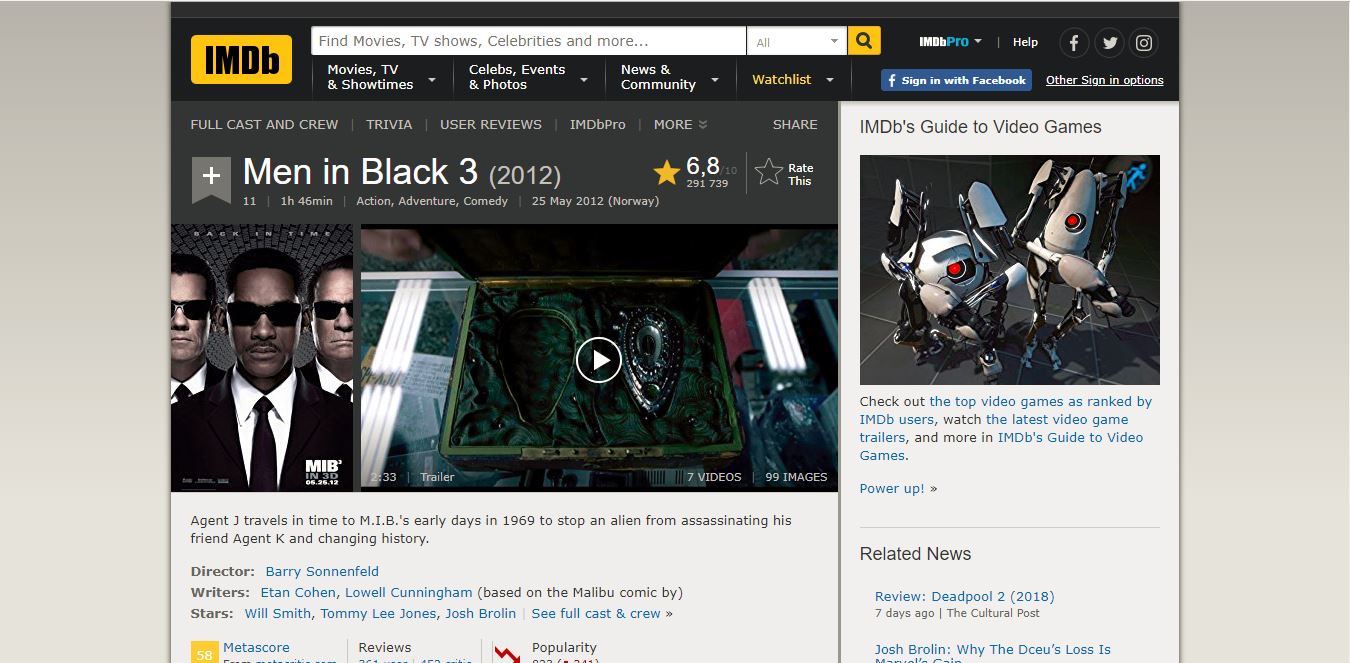 IMDb
Find Movies, TV shows, Celebrities and more...
All
IMDbPro | Help
Movies, TV
& Showtimes
Celebs, Events
& Photos
News &
Community
Watchlist
Sign in with Facebook
Other Sign in options
FULL CAST AND CREW | TRIVIA | USER REVIEWS | IMDbPro | MORE
SHARE
+ Men in Black 3 (2012)
11 | 1h 46min | Action, Adventure, Comedy | 25 May 2012 (Norway)
6,8/10
291 739
Rate
This
BACK IN TIME
MIB³
IN 3D
05.25.12
2:33 | Trailer
7 VIDEOS | 99 IMAGES
Agent J travels in time to M.I.B.'s early days in 1969 to stop an alien from assassinating his
friend Agent K and changing history.
Director: Barry Sonnenfeld
Writers: Etan Cohen, Lowell Cunningham (based on the Malibu comic by)
Stars: Will Smith, Tommy Lee Jones, Josh Brolin | See full cast & crew »
58
Metascore
From metacritic.com
Reviews
361 user | 452 critic
Popularity
IMDb's Guide to Video Games
Check out the top video games as ranked by
IMDb users, watch the latest video game
trailers, and more in IMDb's Guide to Video
Games.
Power up! »
Related News
Review: Deadpool 2 (2018)
7 days ago | The Cultural Post
Josh Brolin: Why The Dceu's Loss Is
Marvel's Gain